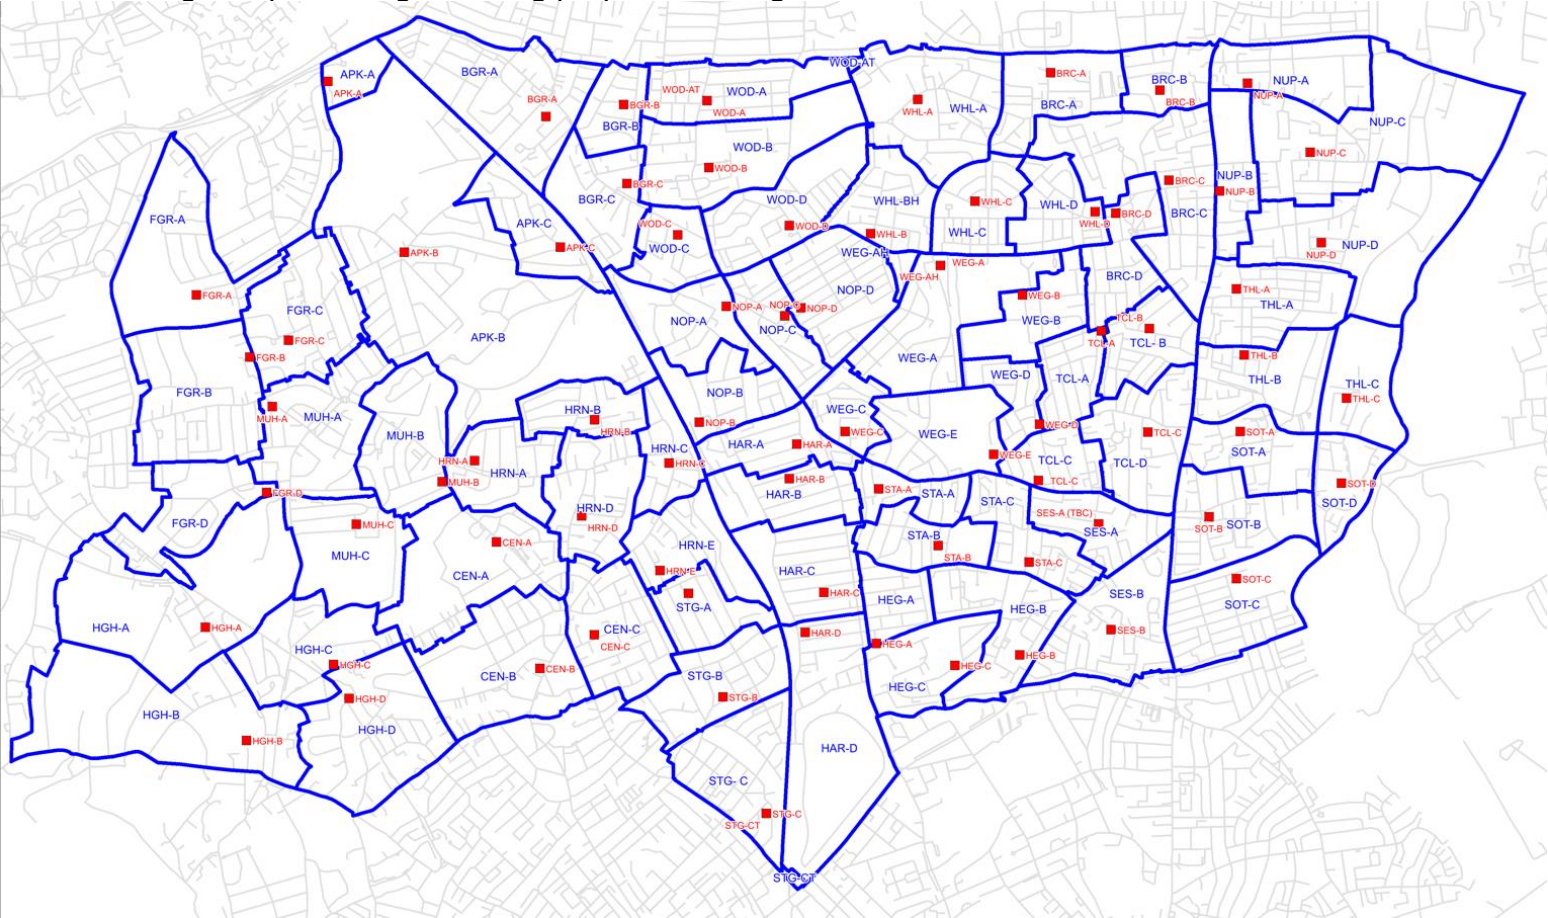 WOD-AT
APK-A
APK-A
BGR-A
BGR-A
BGR-B
BGR-B
WOD-AT
WOD-A
WOD-A
WHL-A
WHL-A
BRC-A
BRC-A
BRC-B
BRC-B
NUP-A
NUP-A
NUP-C
NUP-C
WOD-B
WOD-B
BGR-C
BGR-C
WOD-D
WOD-D
WHL-BH
WHL-B
WHL-C
WHL-C
WHL-D
WHL-D
BRC-C
BRC-C
BRC-D
BRC-D
NUP-B
NUP-B
NUP-D
NUP-D
FGR-A
FGR-A
APK-C
APK-C
APK-B
APK-B
WOD-C
WOD-C
WEG-AH
WEG-AH
WEG-A
WEG-A
NOP-D
NOP-D
NOP-C
NOP-C
NOP-A
NOP-A
WEG-B
WEG-B
TCL-B
TCL- B
TCL-A
TCL-A
THL-A
THL-A
FGR-C
FGR-C
FGR-B
FGR-B
THL-B
THL-B
THL-C
THL-C
WEG-D
WEG-D
NOP-B
NOP-B
MUH-A
MUH-A
MUH-B
MUH-B
HRN-B
HRN-B
HRN-A
HRN-A
HRN-C
HRN-C
HAR-A
HAR-A
WEG-C
WEG-C
WEG-E
WEG-E
TCL-C
TCL-C
TCL-C
TCL-D
SOT-A
SOT-A
HAR-B
HAR-B
STA-A
STA-A
STA-C
STA-C
SES-A (TBC)
SES-A
SOT-B
SOT-B
SOT-D
SOT-D
FGR-D
FGR-D
MUH-C
MUH-C
HRN-D
HRN-D
CEN-A
CEN-A
HRN-E
HRN-E
STA-B
STA-B
HAR-C
HAR-C
STG-A
HEG-A
HEG-A
HEG-B
HEG-B
SES-B
SES-B
SOT-C
SOT-C
HGH-A
HGH-A
HGH-C
HGH-C
CEN-C
CEN-C
CEN-B
CEN-B
HAR-D
HAR-D
HEG-C
HEG-C
STG-B
STG-B
HGH-D
HGH-D
HGH-B
HGH-B
STG- C
STG-C
STG-CT
STG-CT